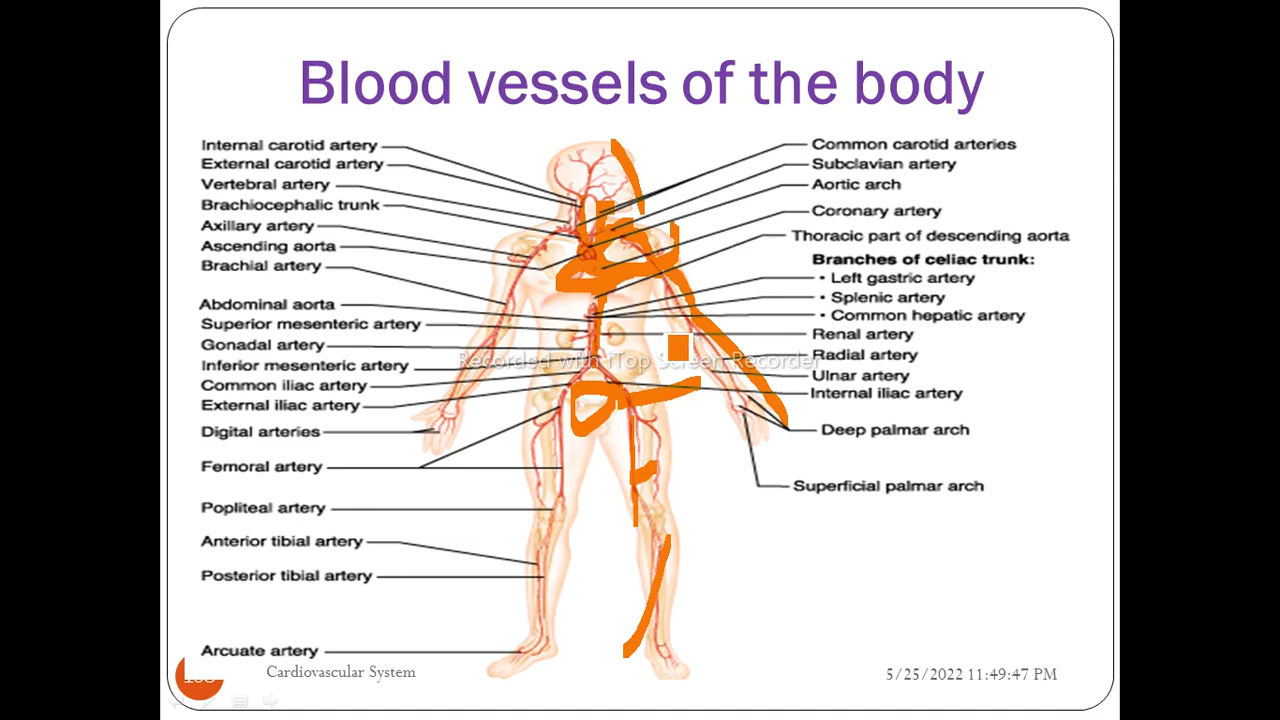 Blood vessels of the body
Internal carotid artery
External carotid artery
Vertebral artery
Brachiocephalic trunk
Axillary artery
Ascending aorta
Brachial artery
Abdominal aorta
Superior mesenteric artery
Gonadal artery
Inferior mesenteric artery
Common iliac artery
External iliac artery
Digital arteries
Femoral artery
Popliteal artery
Anterior tibial artery
Posterior tibial artery
Arcuate artery
Common carotid arteries
Subclavian artery
Aortic arch
Coronary artery
Thoracic part of descending aorta
Branches of celiac trunk:
• Left gastric artery
• Splenic artery
• Common hepatic artery
Renal artery
Radial artery
Ulnar artery
Internal iliac artery
Deep palmar arch
Superficial palmar arch
Recorded with iTop Screen Recorder
Cardiovascular System
5/25/2022 11:49:47 PM